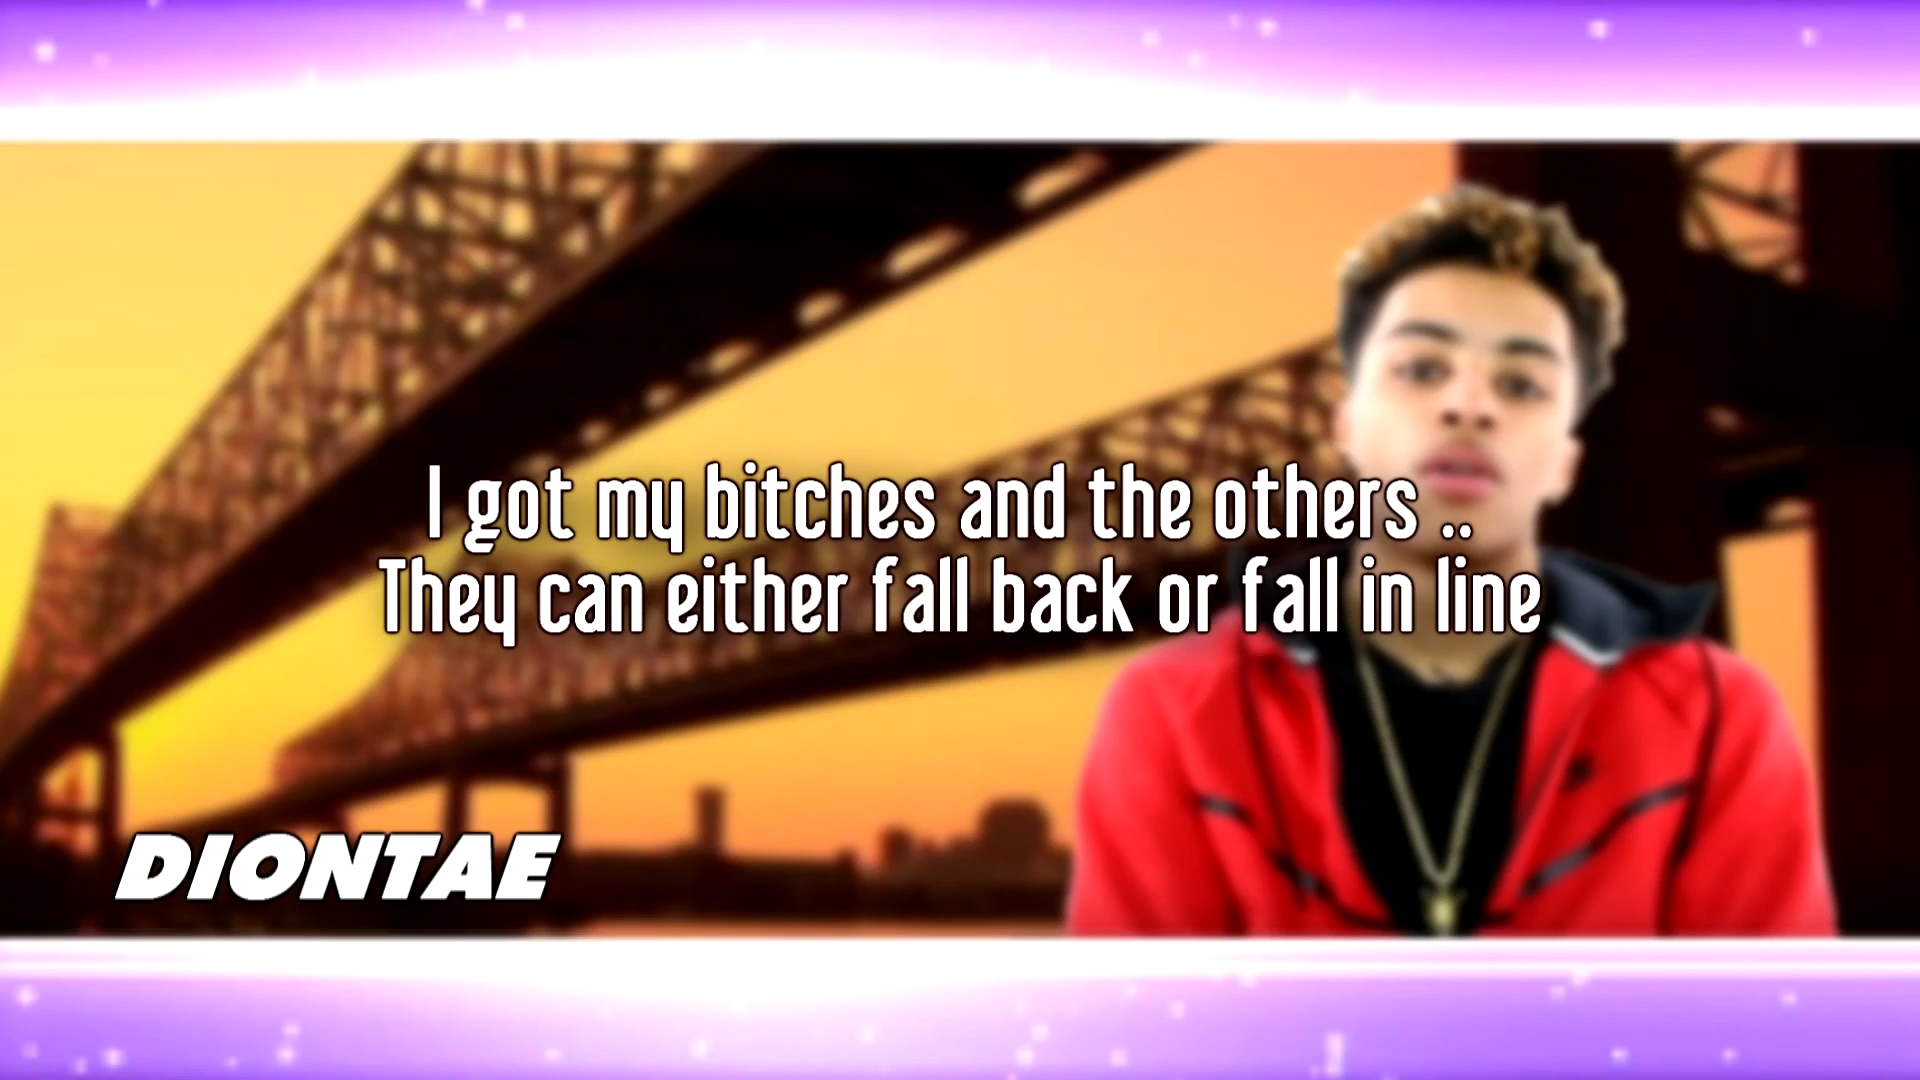 I got my bitches and the others ..
They can either fall back or fall in line
DIONTAE